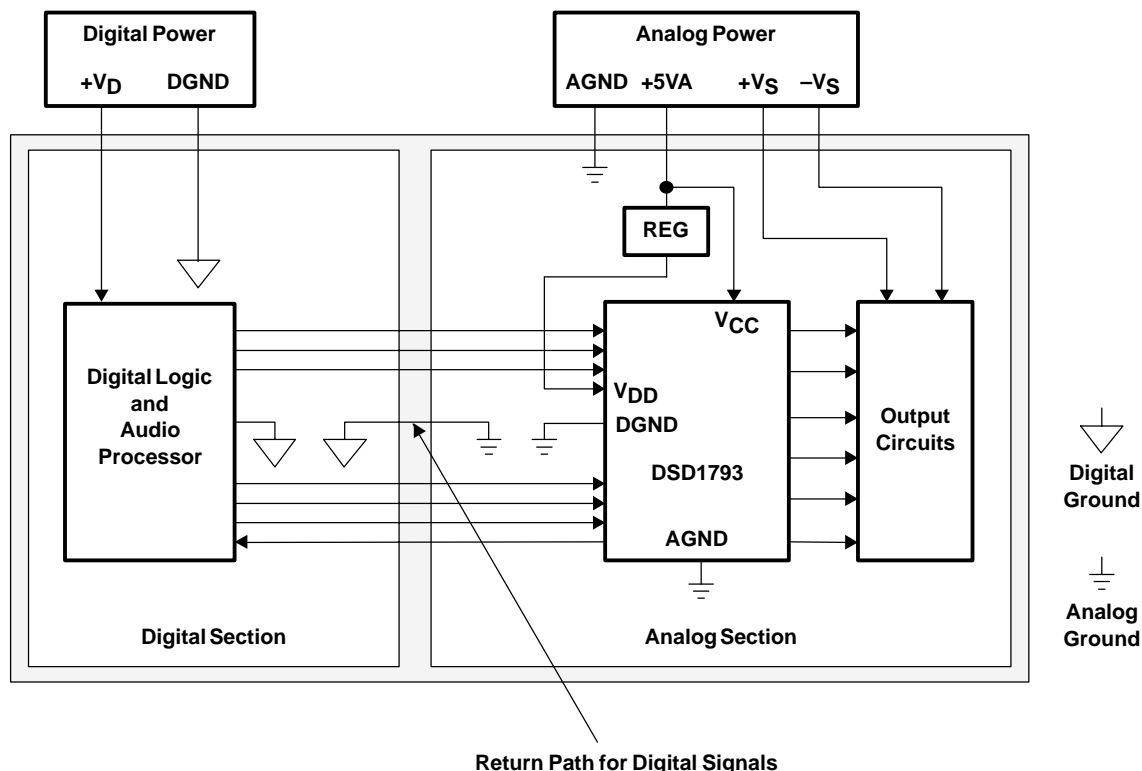 Digital Power
+VD DGND
Analog Power
AGND +5VA +VS –VS
REG
VCC
Digital Logic
and
Audio
Processor
VDD
DGND
DSD1793
AGND
Output
Circuits
Digital
Ground
Analog
Ground
Digital Section
Analog Section
Return Path for Digital Signals